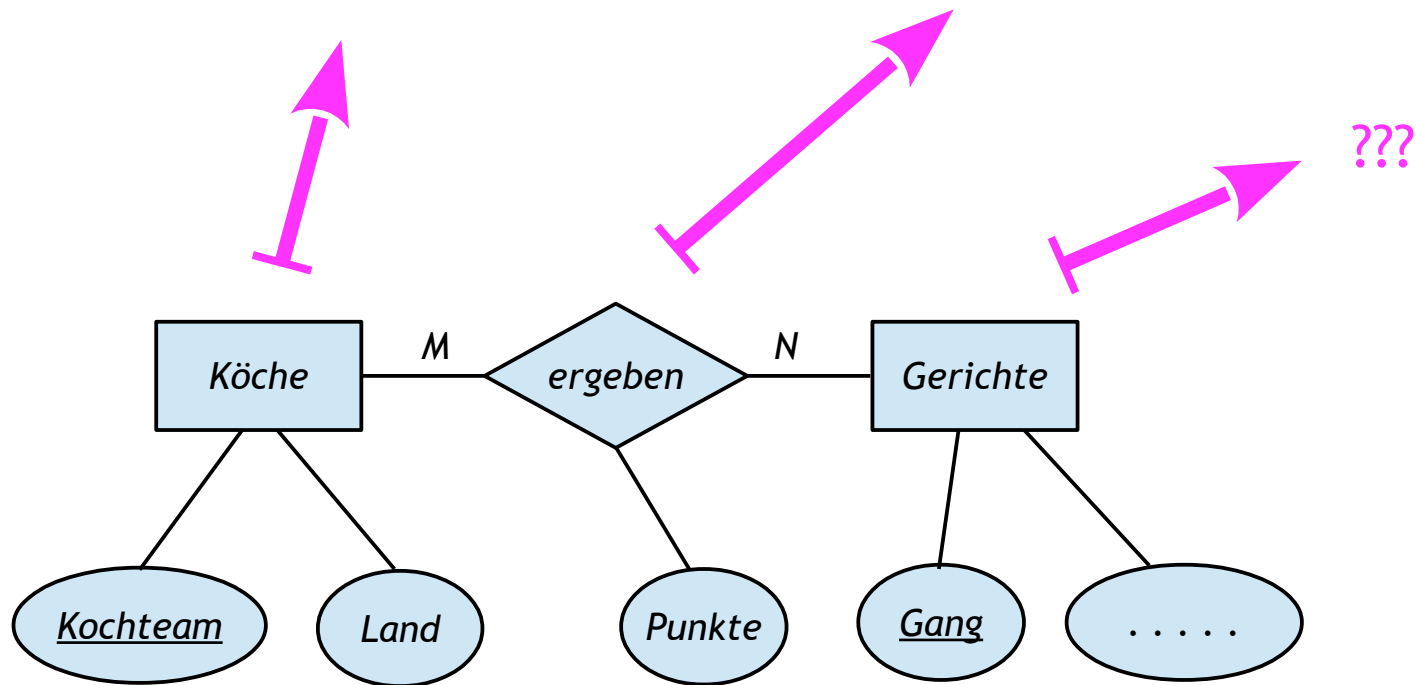 ???
M
N
Köche
ergeben
Gerichte
Kochteam
Land
Punkte
Gang
. . . . .